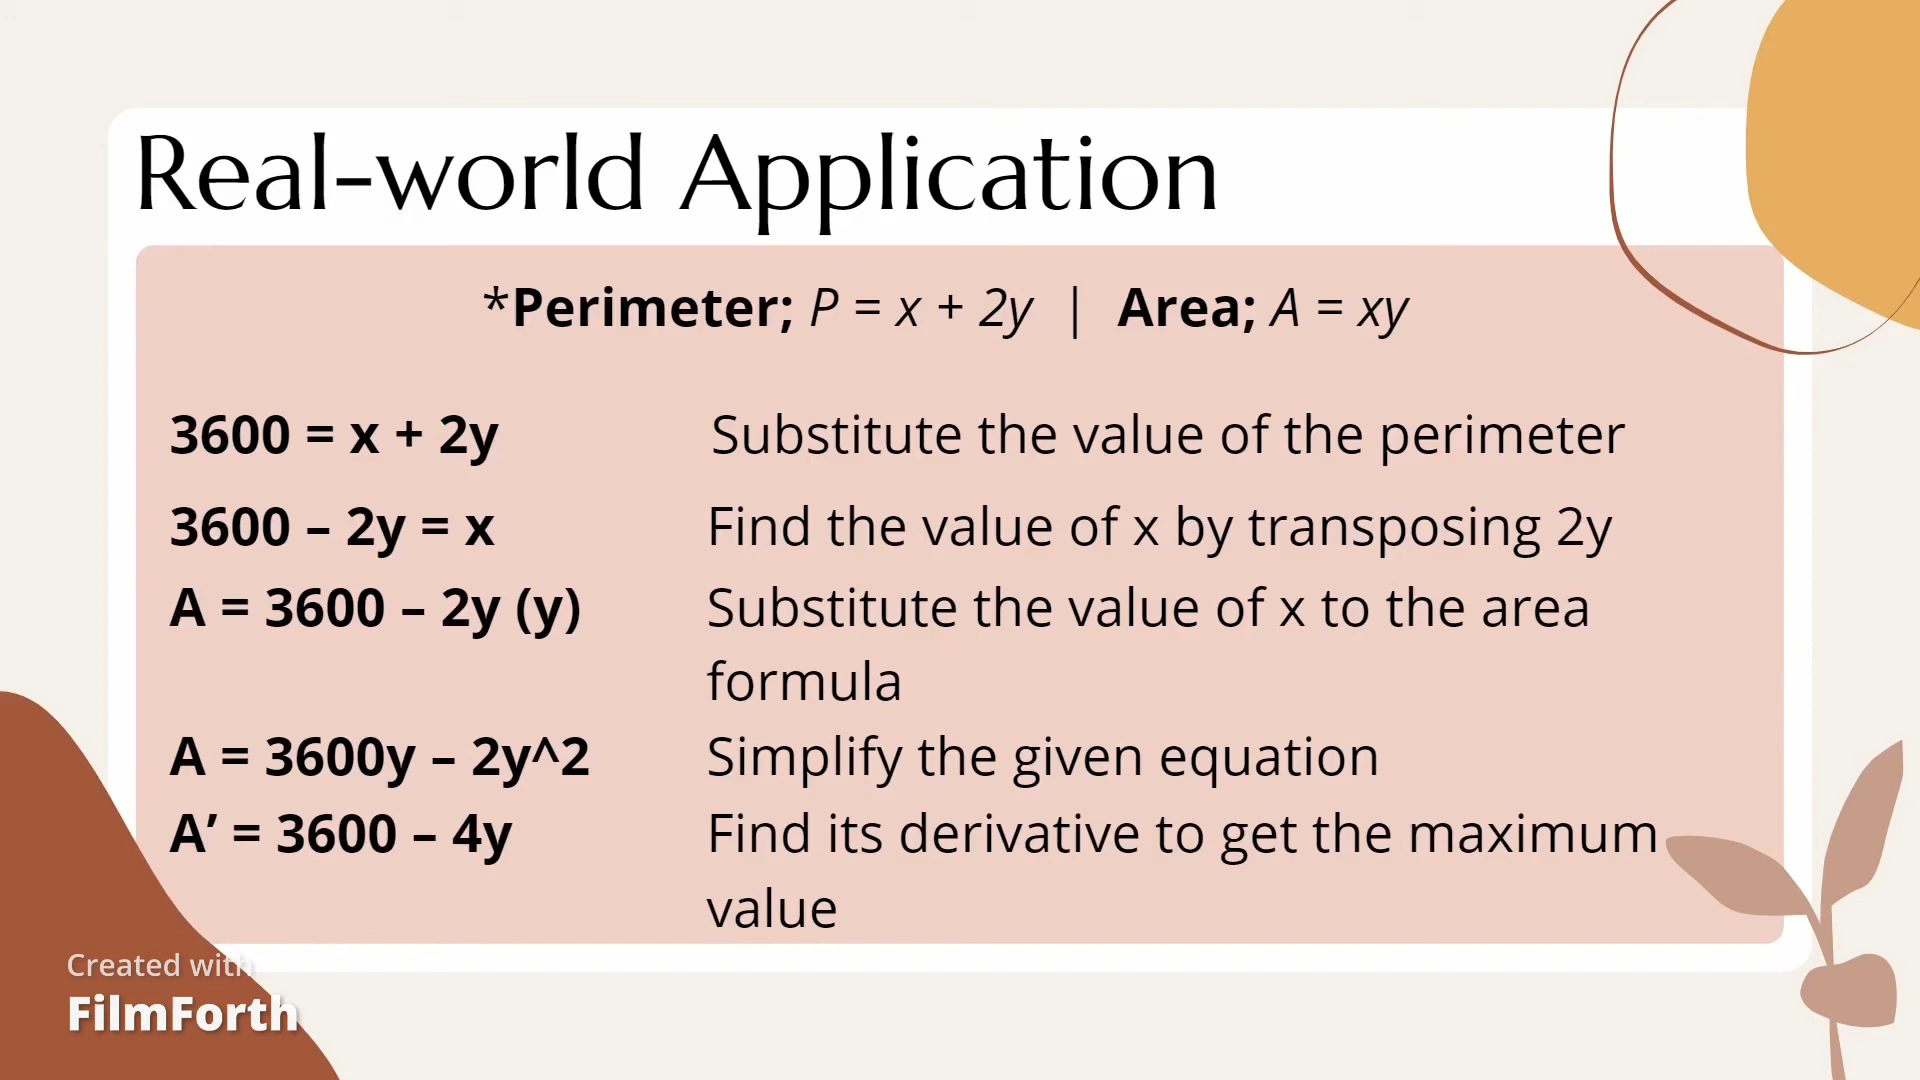 Real-world Application
*Perimeter; P = x + 2y | Area; A = xy
3600 = x + 2y Substitute the value of the perimeter
3600 – 2y = x Find the value of x by transposing 2y
A = 3600 – 2y (y) Substitute the value of x to the area
formula
A = 3600y – 2y^2 Simplify the given equation
A’ = 3600 – 4y Find its derivative to get the maximum
value
Created with
FilmForth